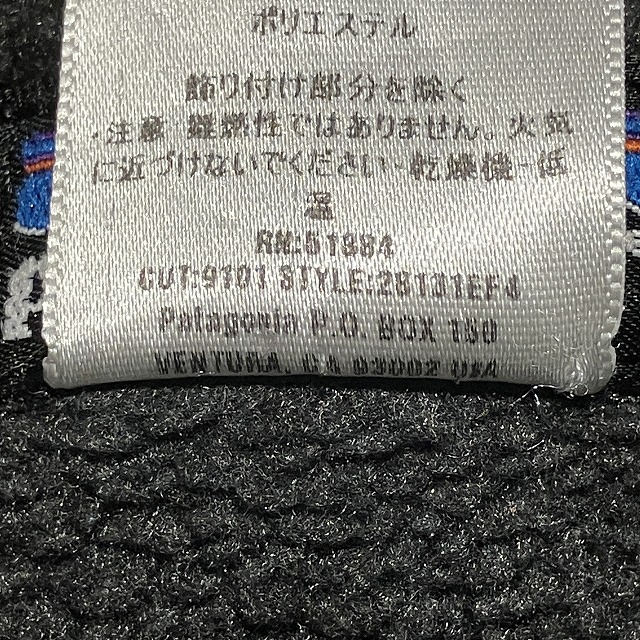 ポリエステル
飾り付け部分を除く
・注意 難燃性ではありません。火気
に近づけないでください-乾燥機-低
温
RN:51884
CUT:9101 STYLE:28131EF4
Patagonia P.O. BOX 150
VENTURA, CA 93002 USA